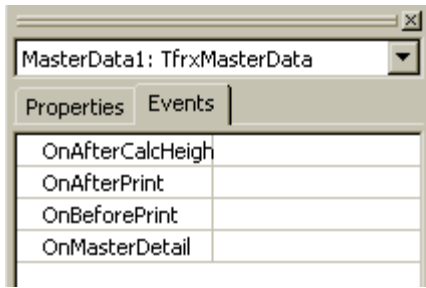 MasterData1: TfrxMasterData
Properties Events
OnAfterCalcHeigh
OnAfterPrint
OnBeforePrint
OnMasterDetail